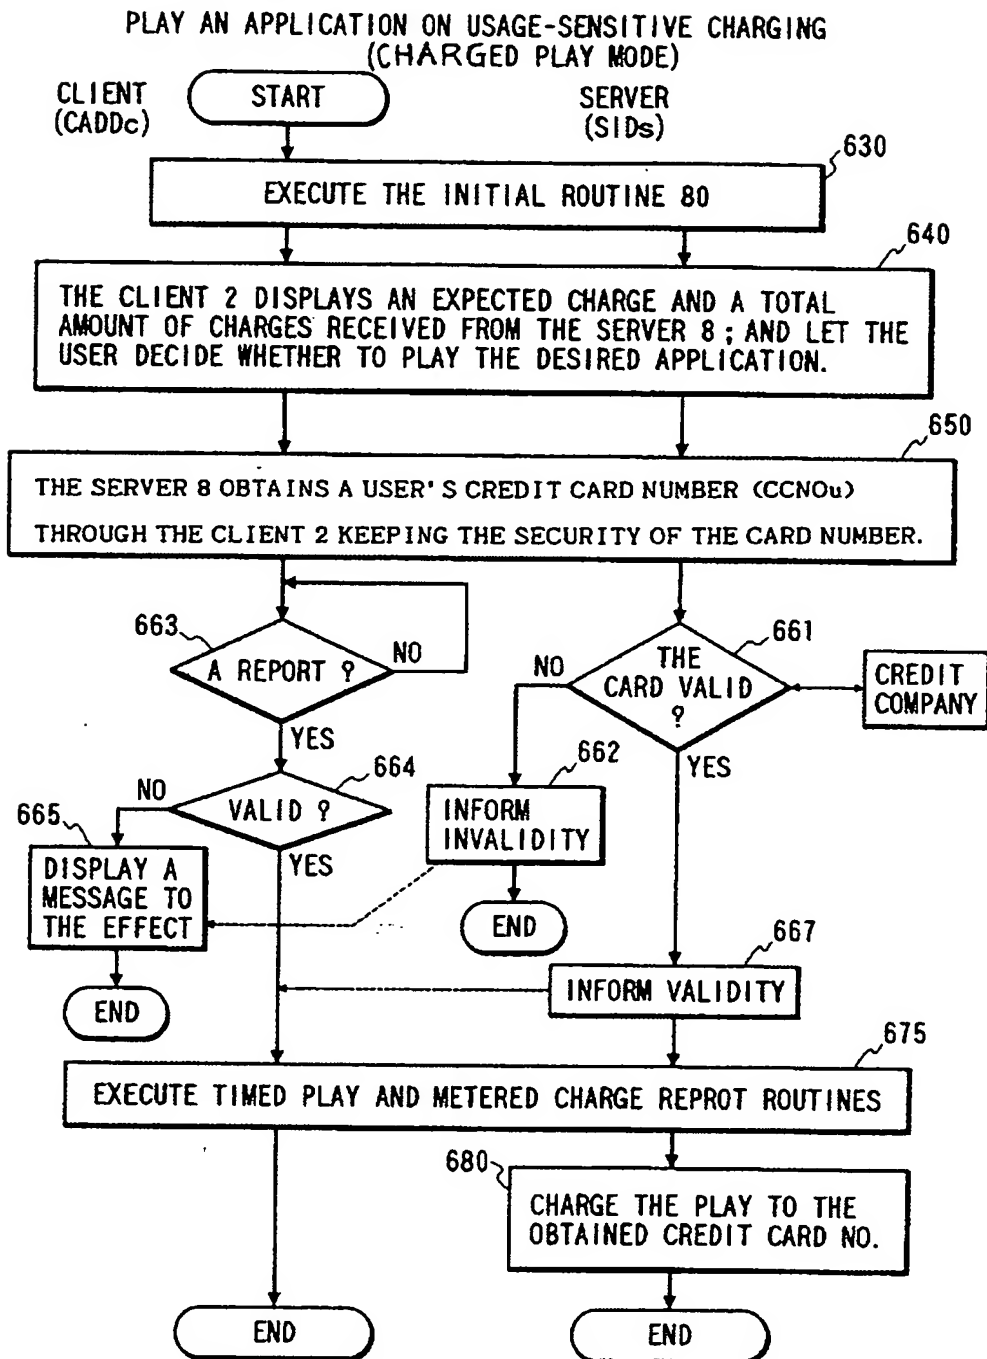 PLAY AN APPLICATION ON USAGE-SENSITIVE CHARGING
(CHARGED PLAY MODE)
CLIENT
(CADDc)
START
SERVER
(SIDs)
630
EXECUTE THE INITIAL ROUTINE 80
640
THE CLIENT 2 DISPLAYS AN EXPECTED CHARGE AND A TOTAL
AMOUNT OF CHARGES RECEIVED FROM THE SERVER 8 ; AND LET THE
USER DECIDE WHETHER TO PLAY THE DESIRED APPLICATION.
650
THE SERVER 8 OBTAINS A USER'S CREDIT CARD NUMBER (CCNOu)
THROUGH THE CLIENT 2 KEEPING THE SECURITY OF THE CARD NUMBER.
663
A REPORT ?
NO
YES
661
THE
CARD VALID
?
NO
YES
CREDIT
COMPANY
664
VALID ?
NO
YES
662
INFORM
INVALIDITY
END
665
DISPLAY A
MESSAGE TO
THE EFFECT
END
667
INFORM VALIDITY
675
EXECUTE TIMED PLAY AND METERED CHARGE REPROT ROUTINES
680
CHARGE THE PLAY TO THE
OBTAINED CREDIT CARD NO.
END
END